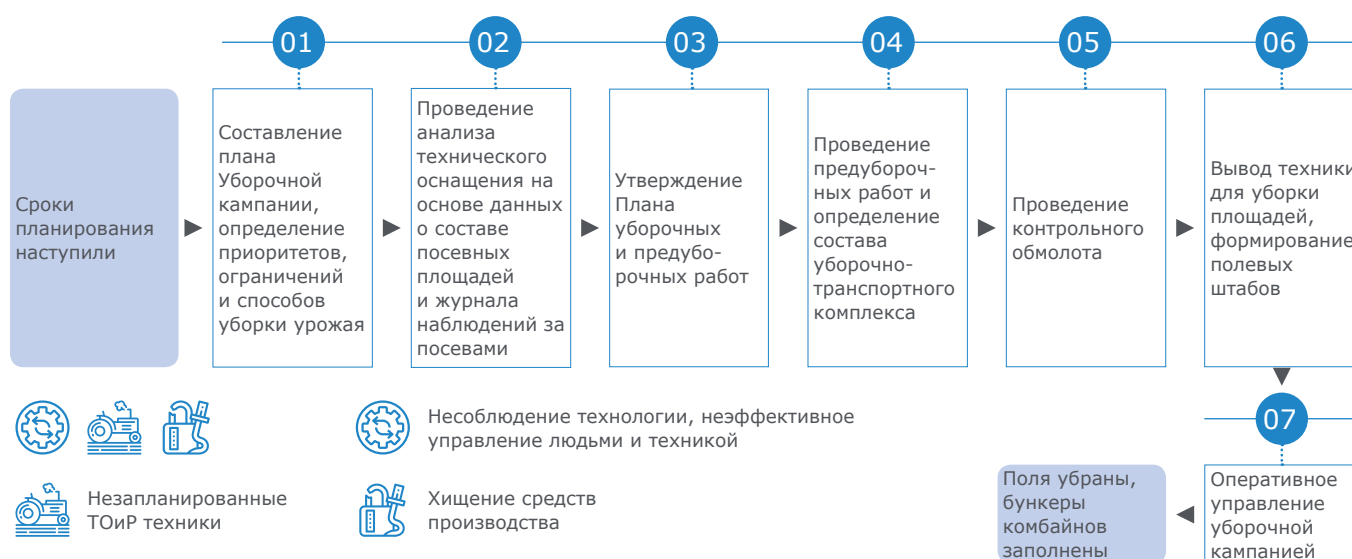 01
02
03
04
05
06
Сроки
планирования
наступили
Составление
плана
Уборочной
кампании,
определение
приоритетов,
ограничений
и способов
уборки урожая
Проведение
анализа
технического
оснащения на
основе данных
о составе
посевных
площадей
и журнала
наблюдений за
посевами
Утверждение
Плана
уборочных
и предубо-
рочных работ
Проведение
предубороч-
ных работ и
определение
состава
уборочно-
транспортного
комплекса
Проведение
контрольного
обмолота
Вывод техники
для уборки
площадей,
формирование
полевых
штабов
07
Оперативное
управление
уборочной
кампанией
Поля убраны,
бункеры
комбайнов
заполнены
Несоблюдение технологии, неэффективное
управление людьми и техникой
Незапланированные
ТОиР техники
Хищение средств
производства